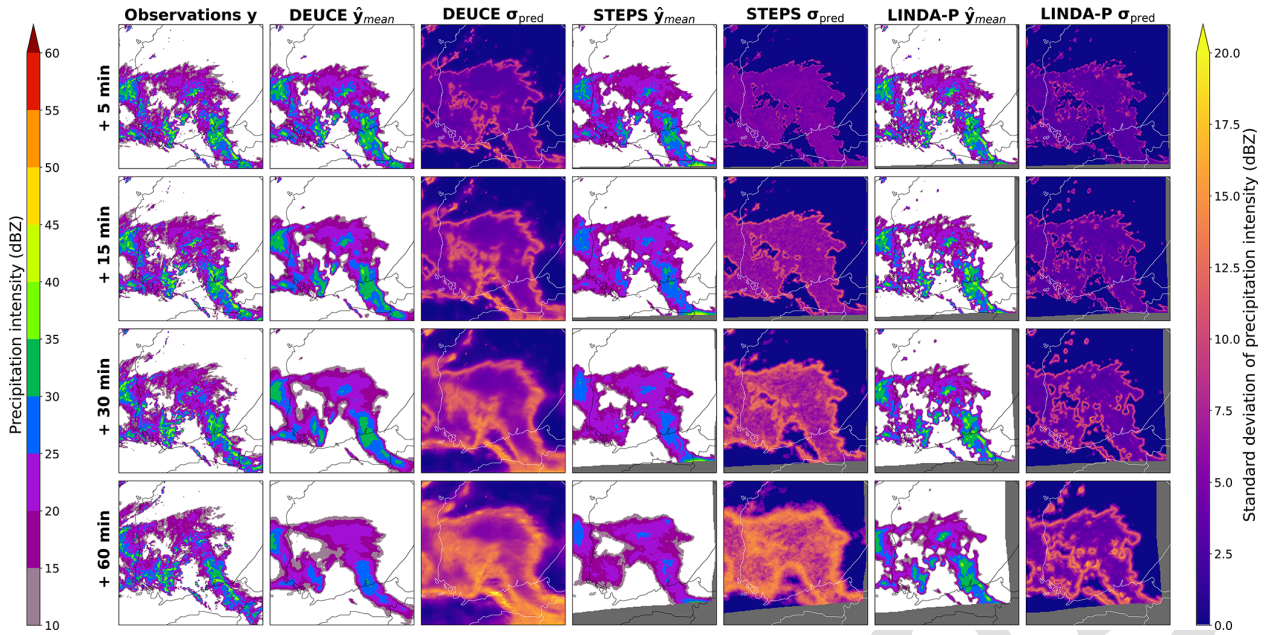 Observations y
DEUCE ŷmean
DEUCE σpred
STEPS ŷmean
STEPS σpred
LINDA-P ŷmean
LINDA-P σpred
+ 5 min
+ 15 min
+ 30 min
+ 60 min
Precipitation intensity (dBZ)
60
55
50
45
40
35
30
25
20
15
10
20.0
17.5
15.0
12.5
10.0
7.5
5.0
2.5
0.0
Standard deviation of precipitation intensity (dBZ)